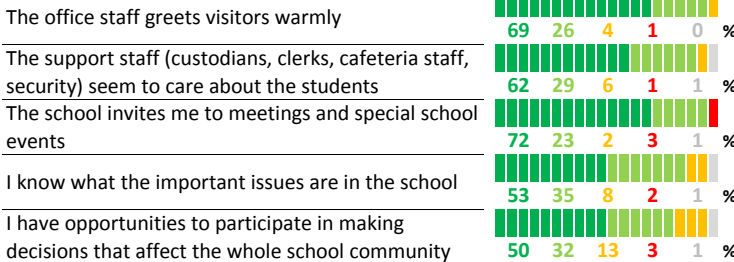 The office staff greets visitors warmly
69 26 4 1 0 %
The support staff (custodians, clerks, cafeteria staff,
security) seem to care about the students
62 29 6 1 1 %
The school invites me to meetings and special school
events
72 23 2 3 1 %
I know what the important issues are in the school
53 35 8 2 1 %
I have opportunities to participate in making
decisions that affect the whole school community
50 32 13 3 1 %